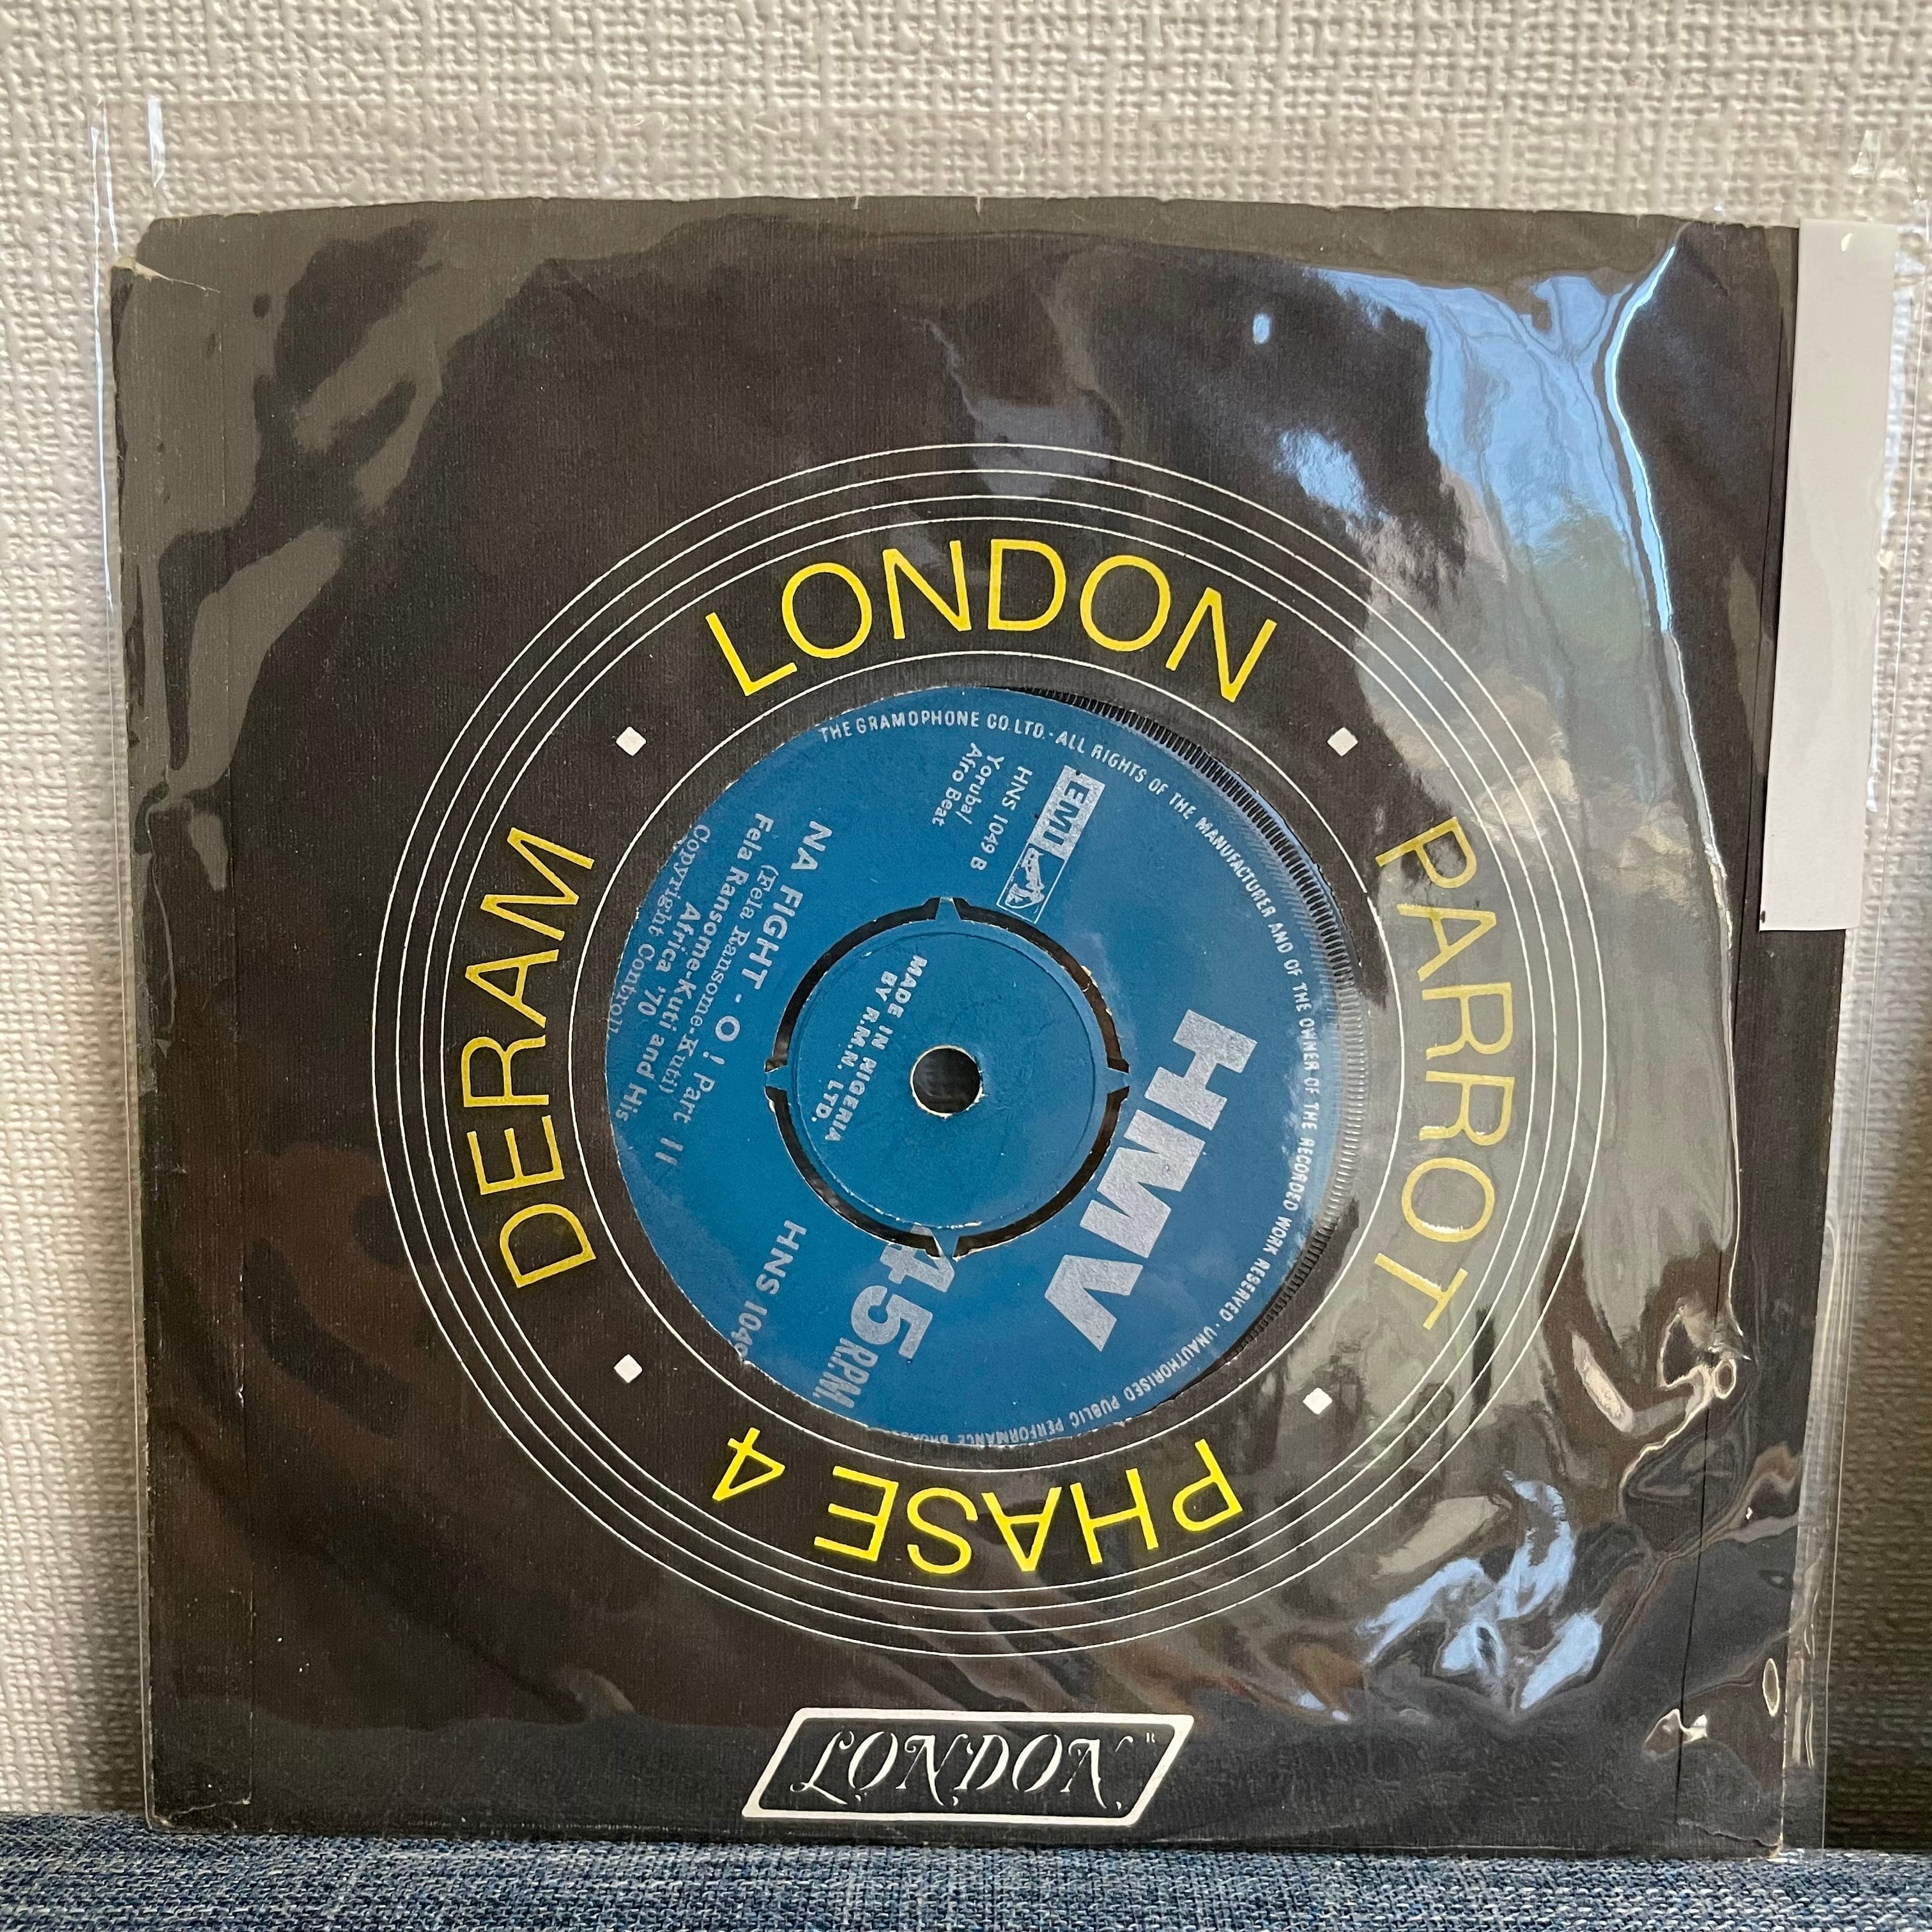 LONDON
PARROT
PHASE 4
DERAM
THE GRAMOPHONE CO. LTD. - ALL RIGHTS OF THE MANUFACTURER AND OF THE OWNER OF THE RECORDED WORK RESERVED · UNAUTHORISED PUBLIC PERFORMANCE
HMV
EMI
HNS 1049 B
Yoruba/
Afro Beat
45 R.P.M.
MADE IN NIGERIA
BY R.M.N. LTD.
HNS 1049
NA FIGHT - O ! Part II
(Fela Ransome-Kuti)
Fela Ransome-Kuti and His
Africa '70
Copyright Control
LONDON